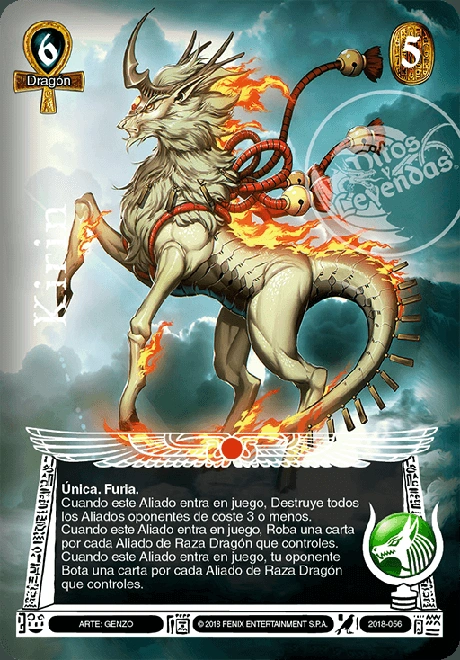 6
Dragón
5
Mitos
y
Leyendas
Kirin
Única. Furia.
Cuando este Aliado entra en juego, Destruye todos
los Aliados oponentes de coste 3 o menos.
Cuando este Aliado entra en juego, Roba una carta
por cada Aliado de Raza Dragón que controles.
Cuando este Aliado entra en juego, tu oponente
Bota una carta por cada Aliado de Raza Dragón
que controles.
ARTE: GENZO
© 2018 FENIX ENTERTAINMENT S.P.A.
2018-056